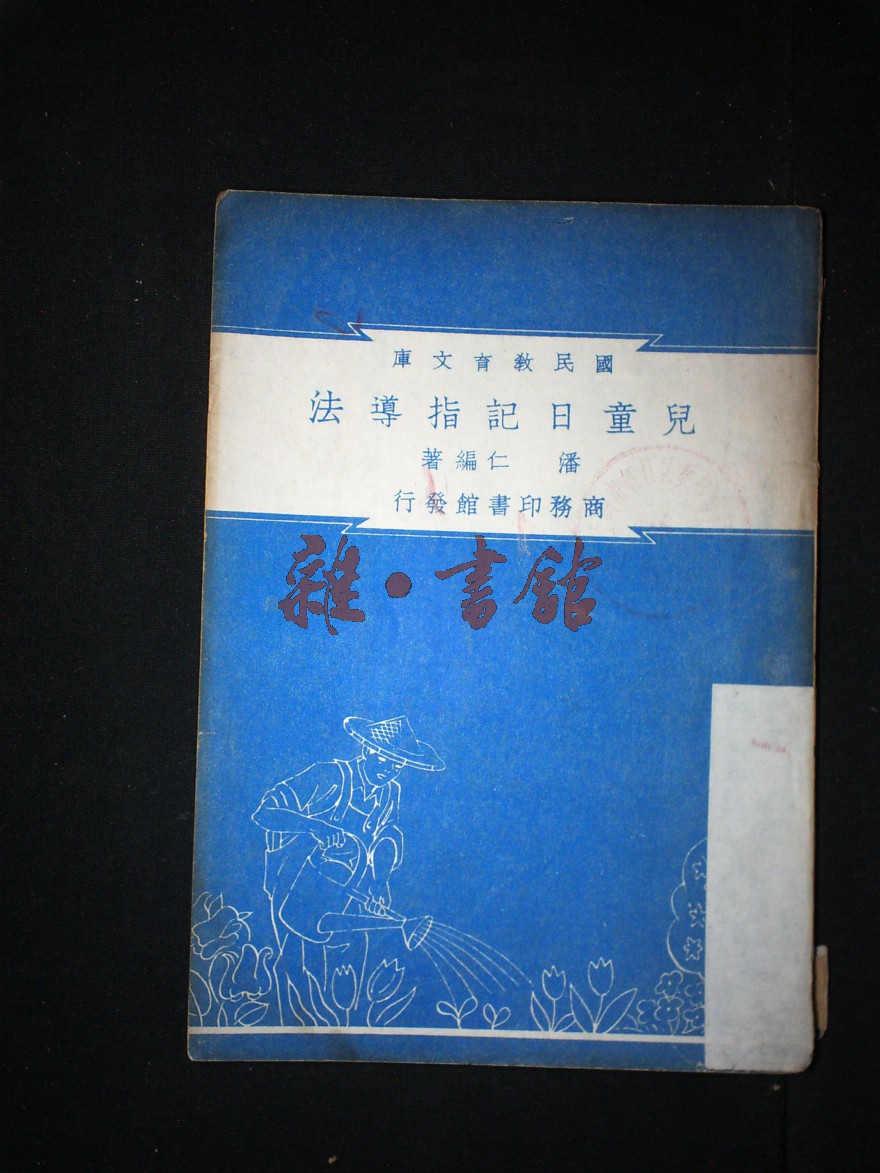 國民教育文庫
兒童日記指導法
潘仁編著
商務印書館發行
雜·書館